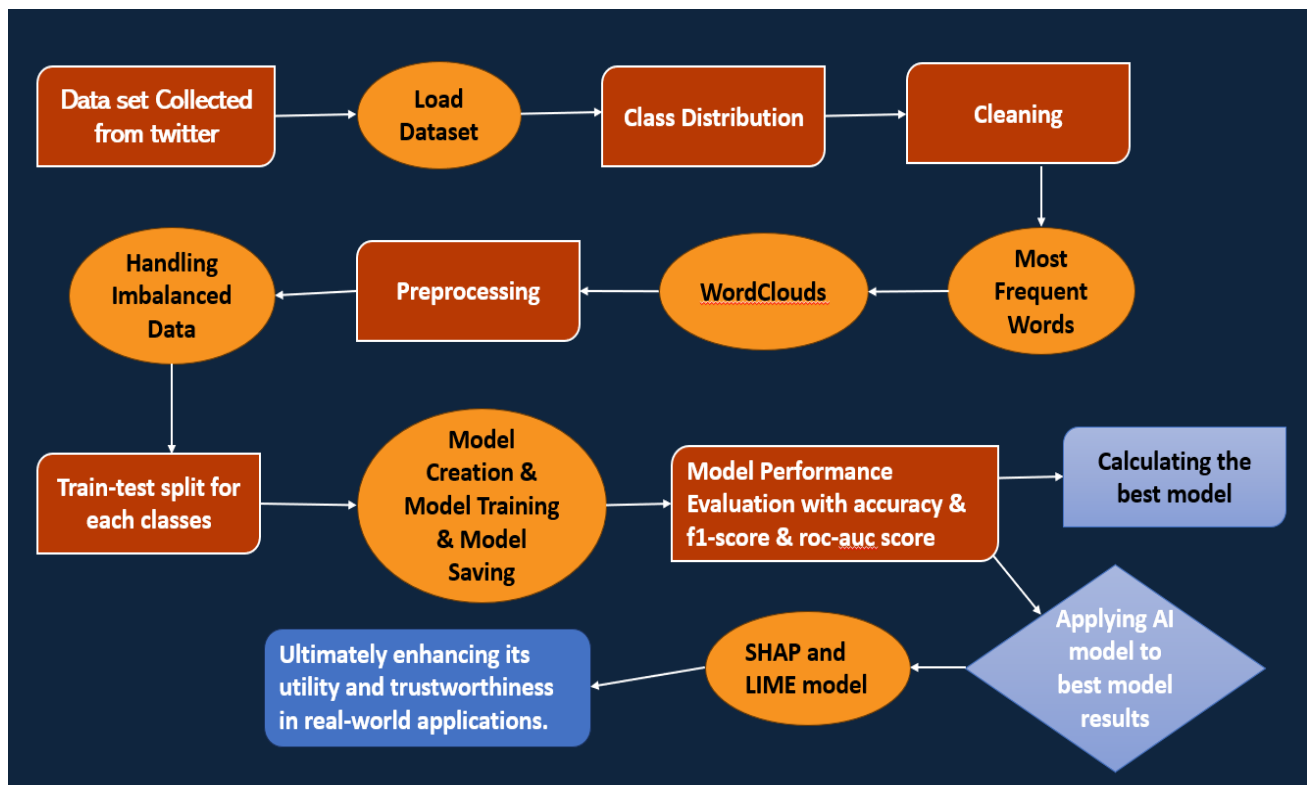 Data set Collected
from twitter
Load
Dataset
Class Distribution
Cleaning
Most
Frequent
Words
WordClouds
Preprocessing
Handling
Imbalanced
Data
Train-test split for
each classes
Model
Creation &
Model Training
& Model
Saving
Model Performance
Evaluation with accuracy &
f1-score & roc-auc score
Calculating the
best model
Applying AI
model to
best model
results
SHAP and
LIME model
Ultimately enhancing its
utility and trustworthiness
in real-world applications.